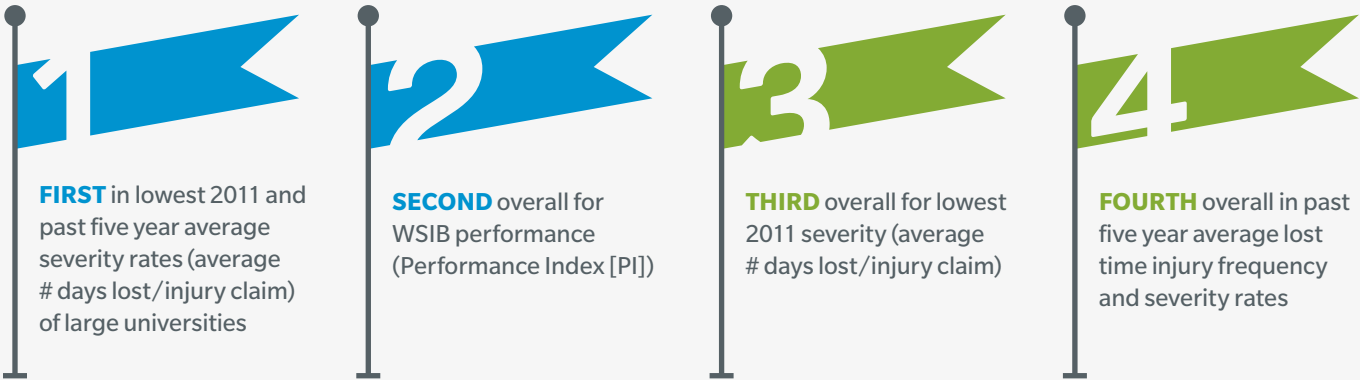 1
FIRST in lowest 2011 and
past five year average
severity rates (average
# days lost/injury claim)
of large universities
2
SECOND overall for
WSIB performance
(Performance Index [PI])
3
THIRD overall for lowest
2011 severity (average
# days lost/injury claim)
4
FOURTH overall in past
five year average lost
time injury frequency
and severity rates